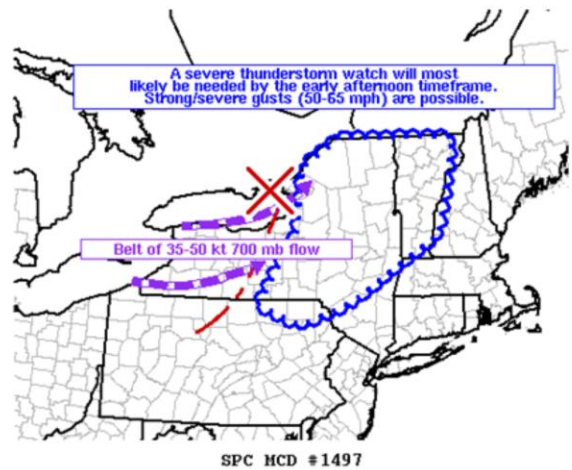 A severe thunderstorm watch will most
likely be needed by the early afternoon timeframe.
Strong/severe gusts (50-65 mph) are possible.
Belt of 35-50 kt 700 mb flow
SPC MCD #1497